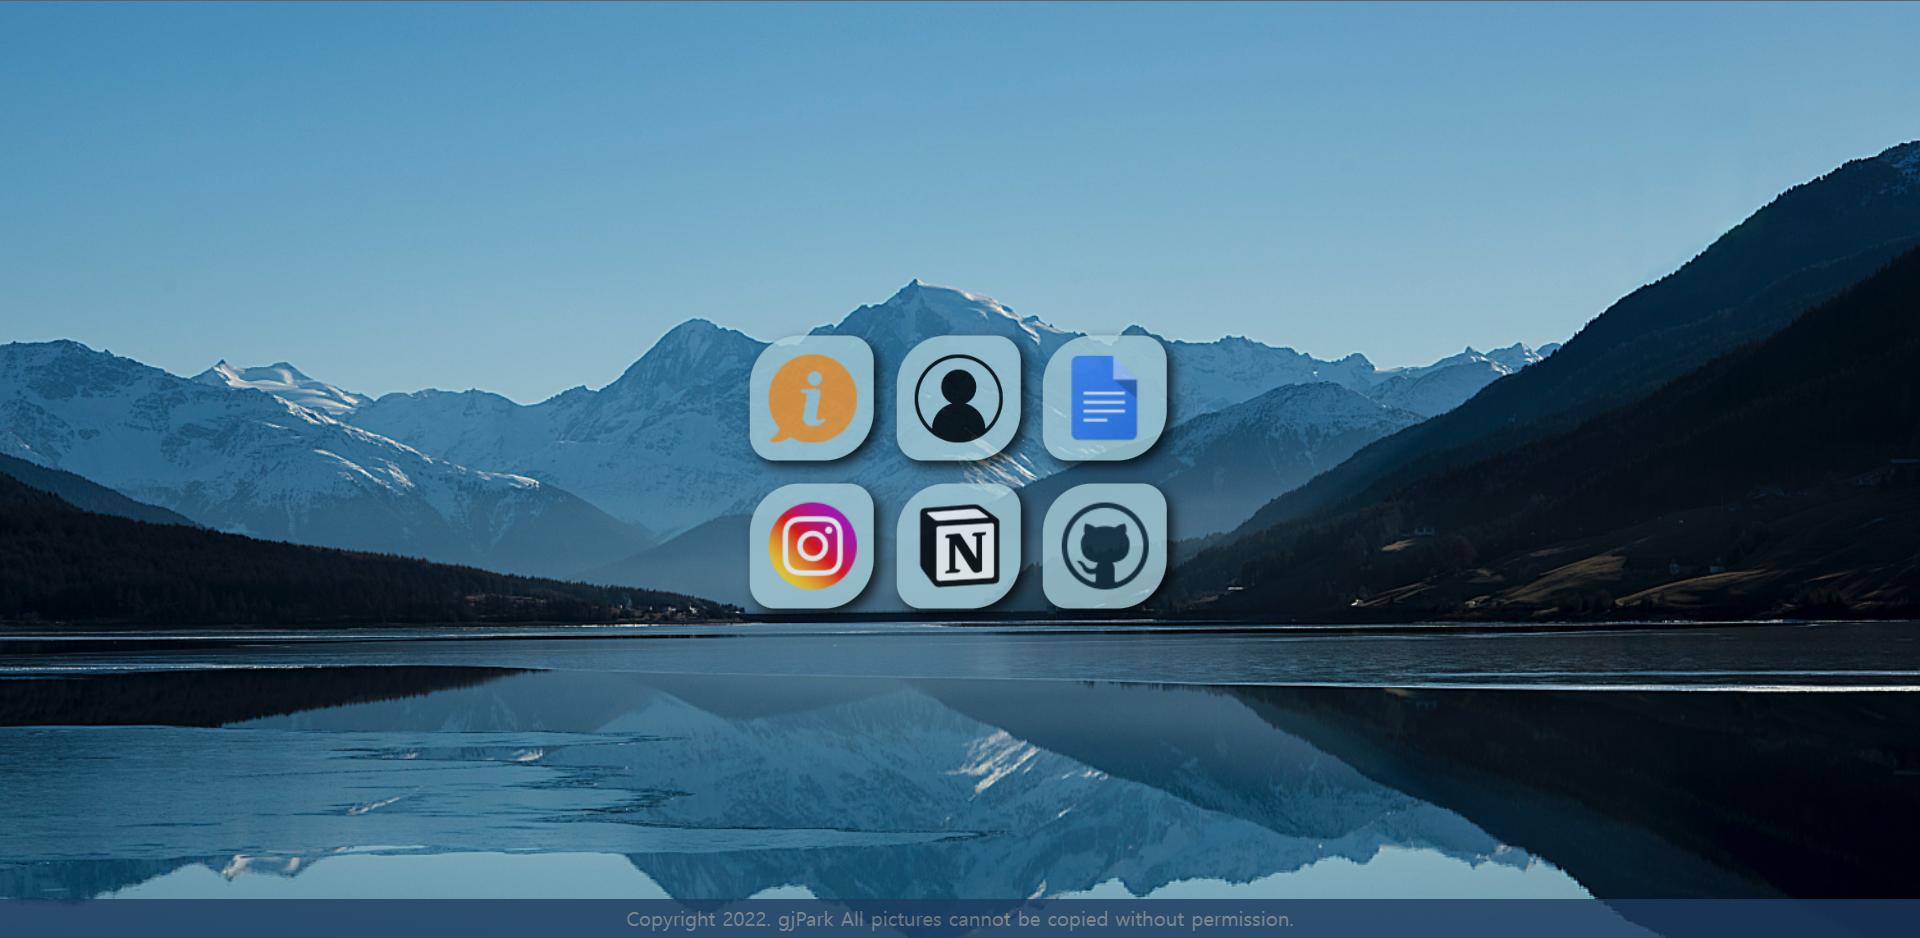 i
N
Copyright 2022. gjPark All pictures cannot be copied without permission.